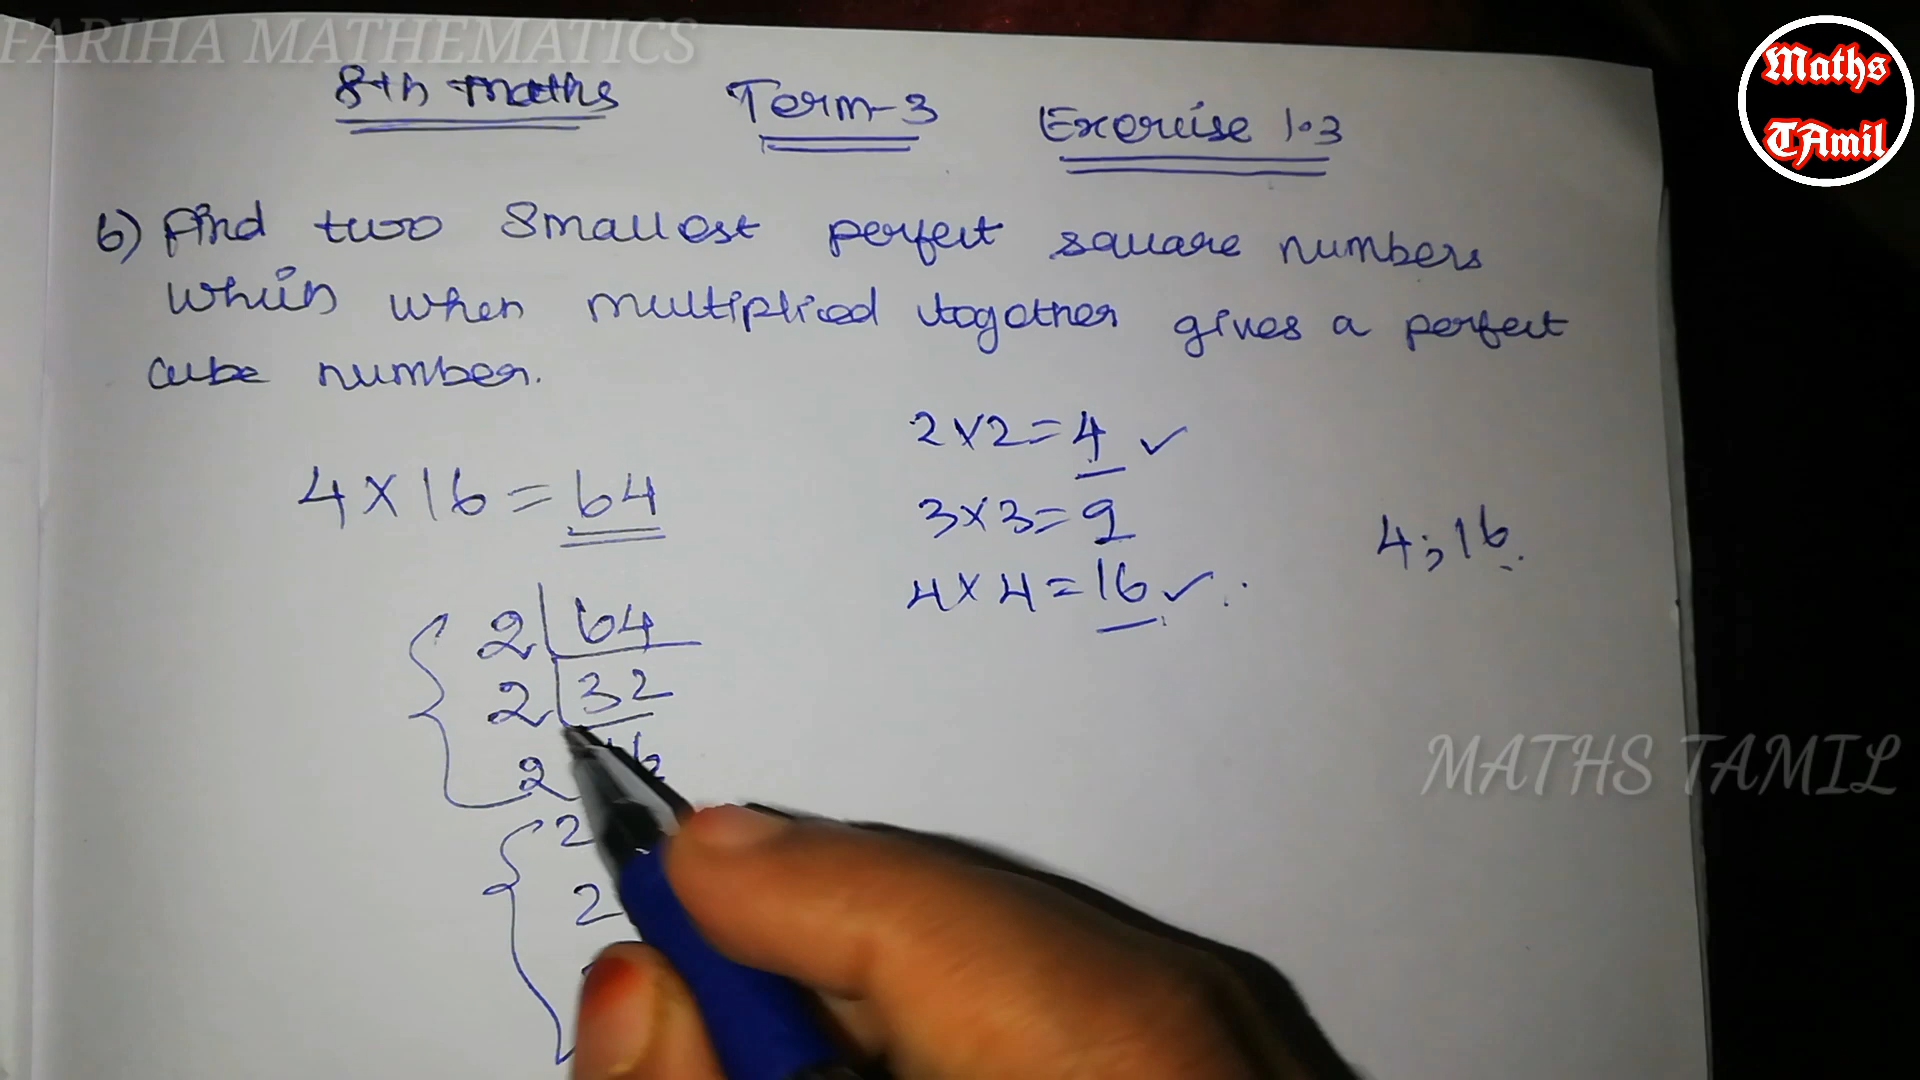 FARIHA MATHEMATICS
Maths
TAmil
8th maths Term-3 Exercise 1.3
6) Find two smallest perfect square numbers
which when multiplied together gives a perfect
cube number.
2×2=4 ✓
4×16=64
3×3=9
4;16.
4×4=16 ✓
2 64
2 32
2 16
2
2
MATHS TAMIL